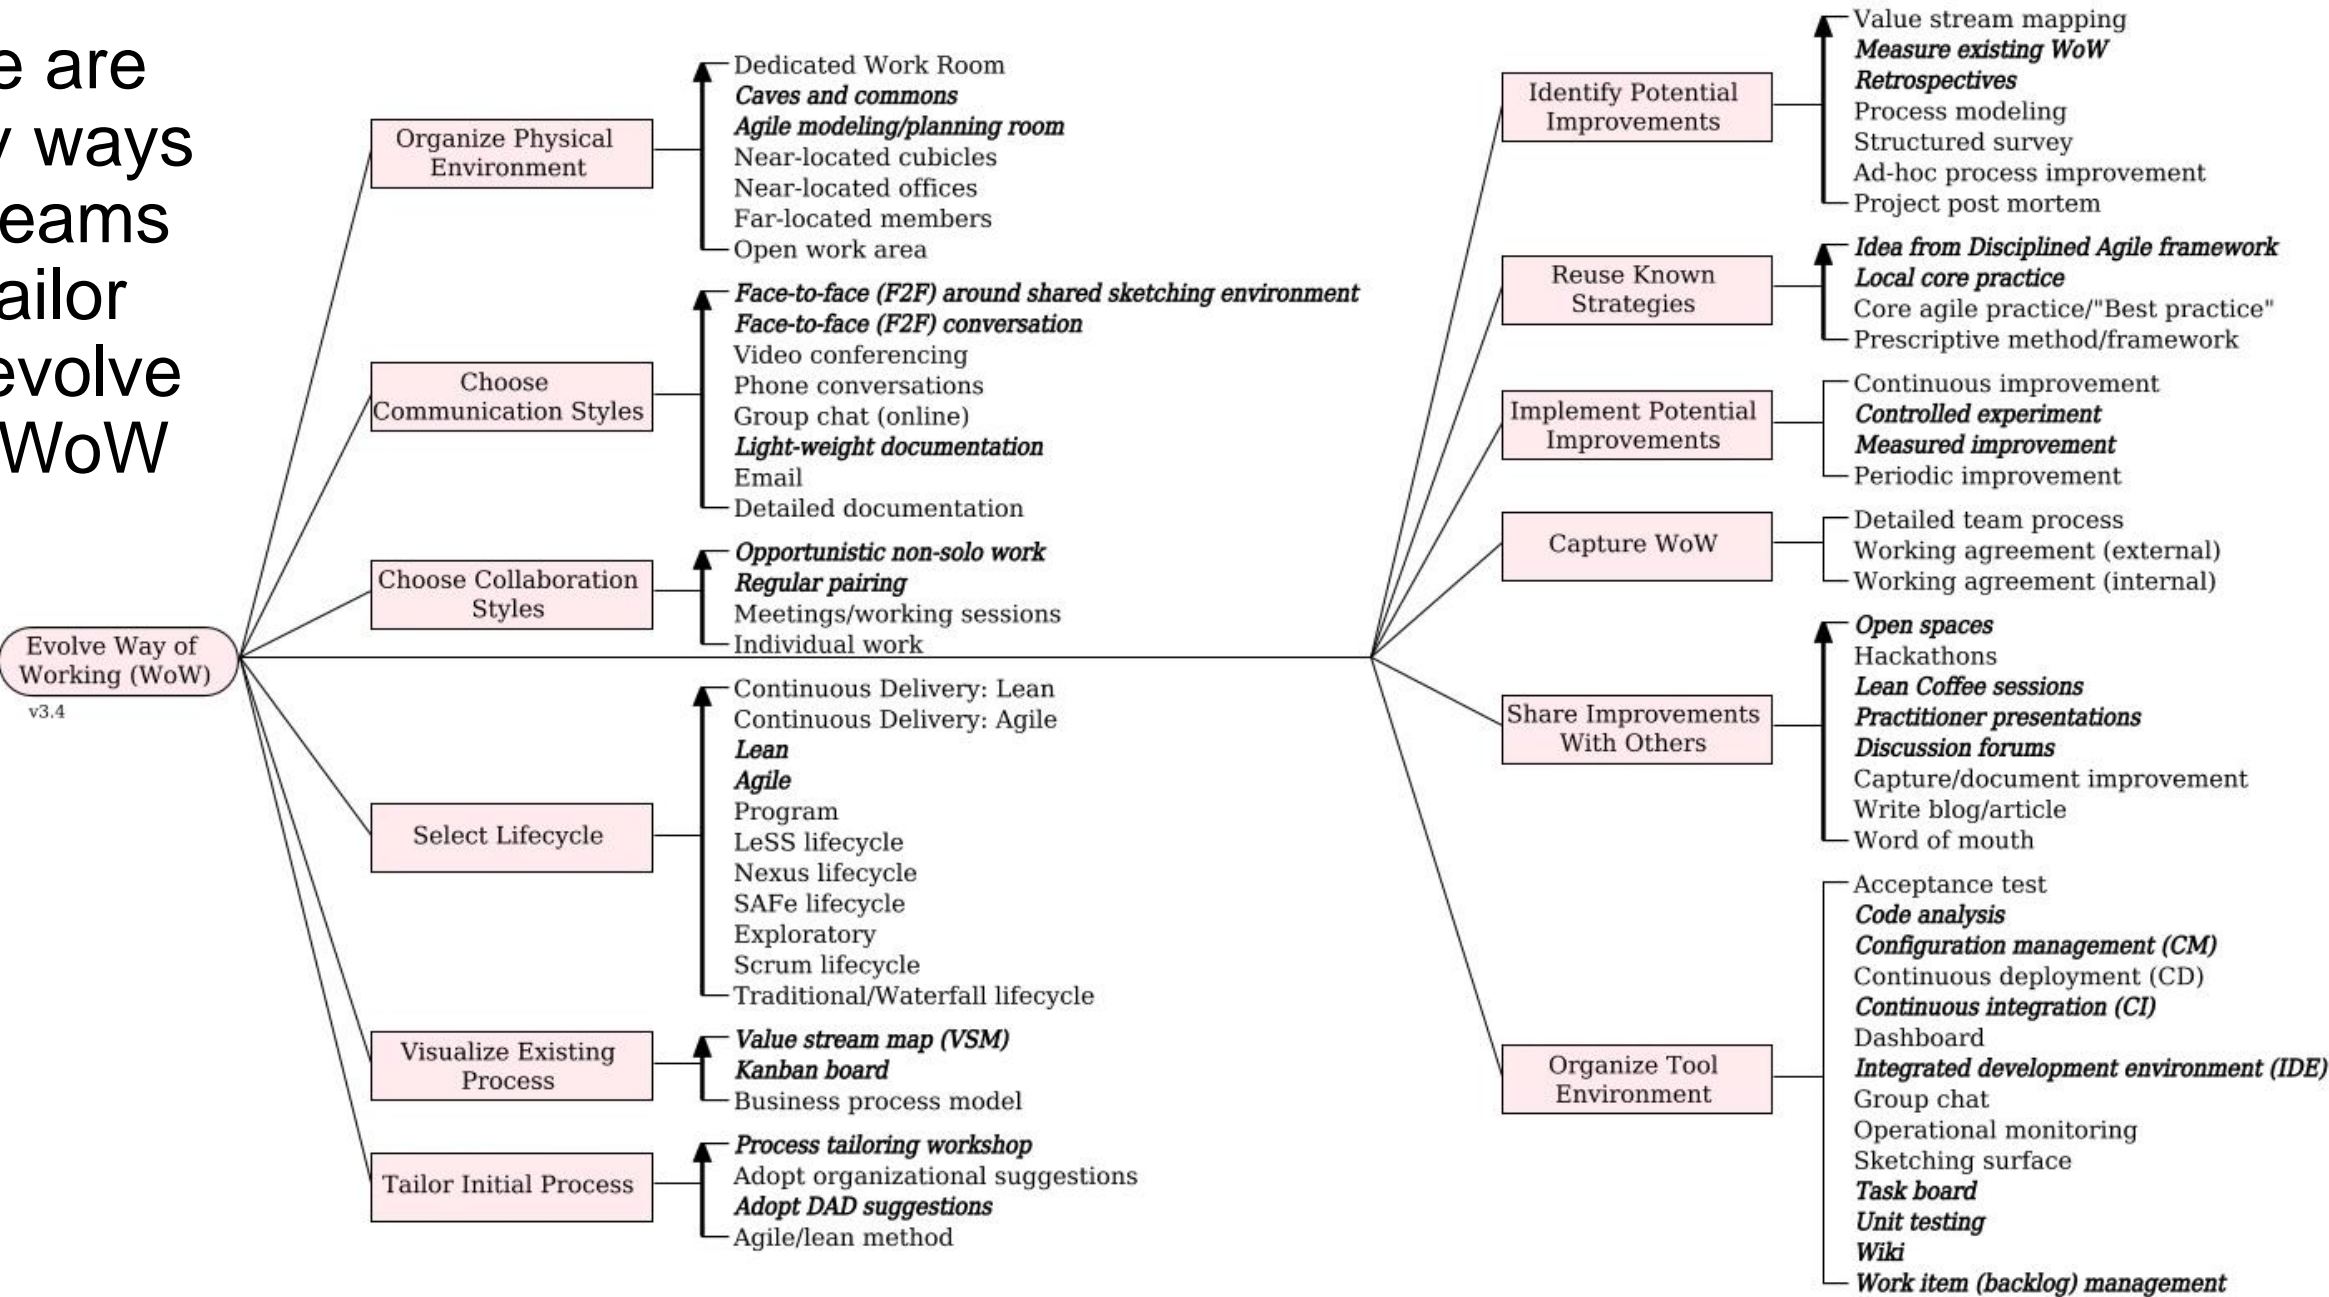 e are
y ways
eams
ailor
evolve
WoW
Evolve Way of
Working (WoW)
v3.4
Organize Physical
Environment
Dedicated Work Room
Caves and commons
Agile modeling/planning room
Near-located cubicles
Near-located offices
Far-located members
Open work area
Choose
Communication Styles
Face-to-face (F2F) around shared sketching environment
Face-to-face (F2F) conversation
Video conferencing
Phone conversations
Group chat (online)
Light-weight documentation
Email
Detailed documentation
Choose Collaboration
Styles
Opportunistic non-solo work
Regular pairing
Meetings/working sessions
Individual work
Select Lifecycle
Continuous Delivery: Lean
Continuous Delivery: Agile
Lean
Agile
Program
LeSS lifecycle
Nexus lifecycle
SAFe lifecycle
Exploratory
Scrum lifecycle
Traditional/Waterfall lifecycle
Visualize Existing
Process
Value stream map (VSM)
Kanban board
Business process model
Tailor Initial Process
Process tailoring workshop
Adopt organizational suggestions
Adopt DAD suggestions
Agile/lean method
Identify Potential
Improvements
Value stream mapping
Measure existing WoW
Retrospectives
Process modeling
Structured survey
Ad-hoc process improvement
Project post mortem
Reuse Known
Strategies
Idea from Disciplined Agile framework
Local core practice
Core agile practice/"Best practice"
Prescriptive method/framework
Implement Potential
Improvements
Continuous improvement
Controlled experiment
Measured improvement
Periodic improvement
Capture WoW
Detailed team process
Working agreement (external)
Working agreement (internal)
Share Improvements
With Others
Open spaces
Hackathons
Lean Coffee sessions
Practitioner presentations
Discussion forums
Capture/document improvement
Write blog/article
Word of mouth
Organize Tool
Environment
Acceptance test
Code analysis
Configuration management (CM)
Continuous deployment (CD)
Continuous integration (CI)
Dashboard
Integrated development environment (IDE)
Group chat
Operational monitoring
Sketching surface
Task board
Unit testing
Wiki
Work item (backlog) management